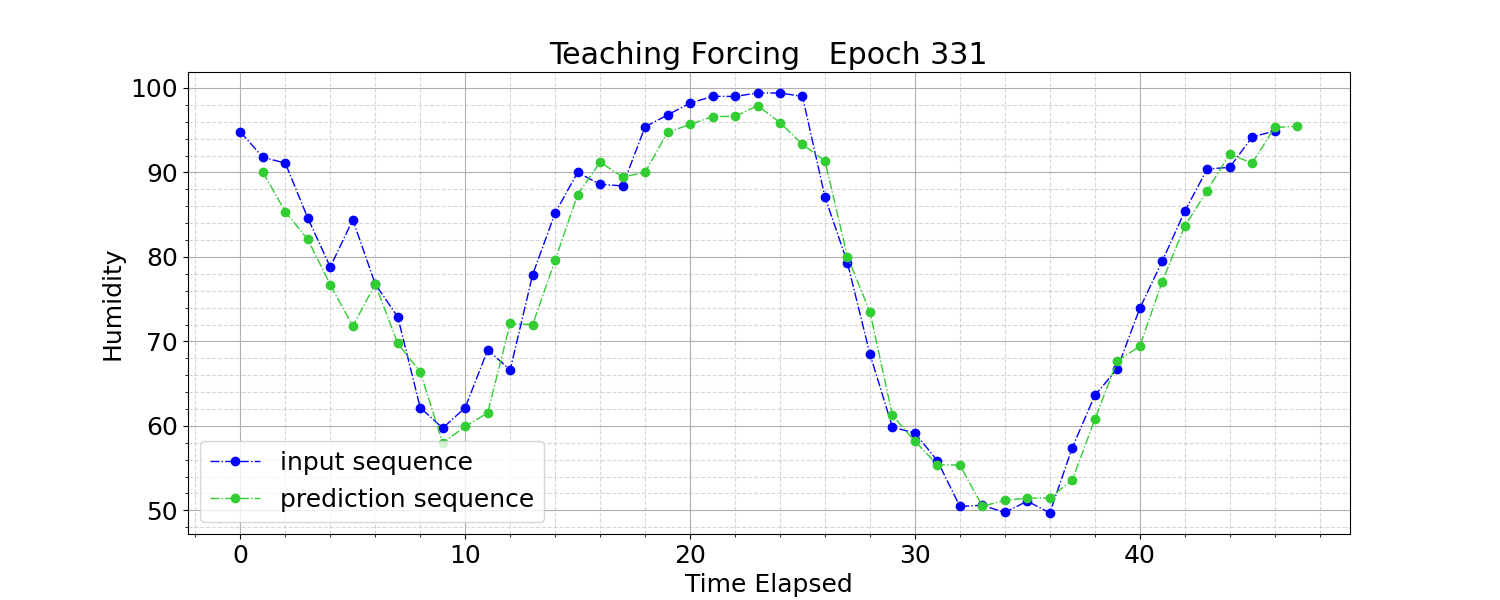 Teaching Forcing   Epoch 331
100
90
80
70
60
50
Humidity
input sequence
prediction sequence
0 10 20 30 40
Time Elapsed